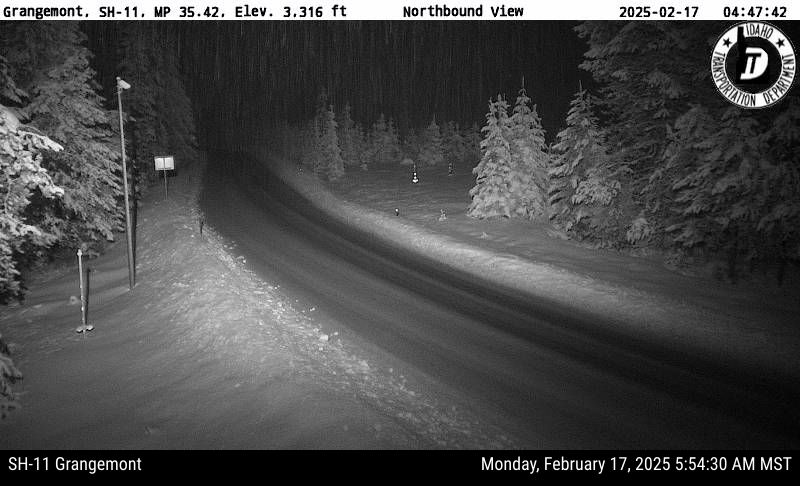 Grangemont, SH-11, MP 35.42, Elev. 3,316 ft Northbound View 2025-02-17 04:47:42
IDAHO
TRANSPORTATION DEPARTMENT
SH-11 Grangemont Monday, February 17, 2025 5:54:30 AM MST